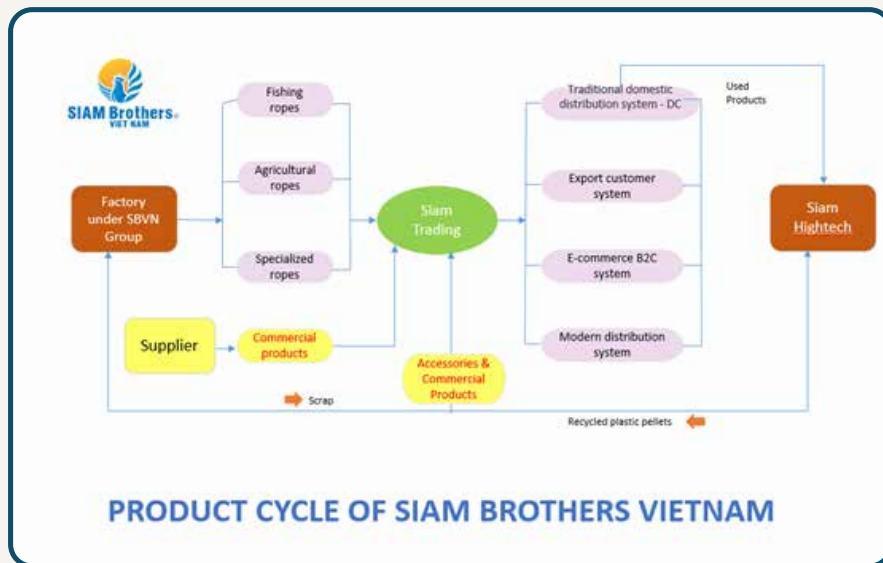 SIAM Brothers
VIET NAM
Fishing
ropes
Agricultural
ropes
Specialized
ropes
Factory
under SBVN
Group
Supplier
Commercial
products
Siam
Trading
Accessories &
Commercial
Products
Traditional domestic
distribution system - DC
Export customer
system
E-commerce B2C
system
Modern distribution
system
Used
Products
Siam
Hightech
Scrap
Recycled plastic pellets
PRODUCT CYCLE OF SIAM BROTHERS VIETNAM